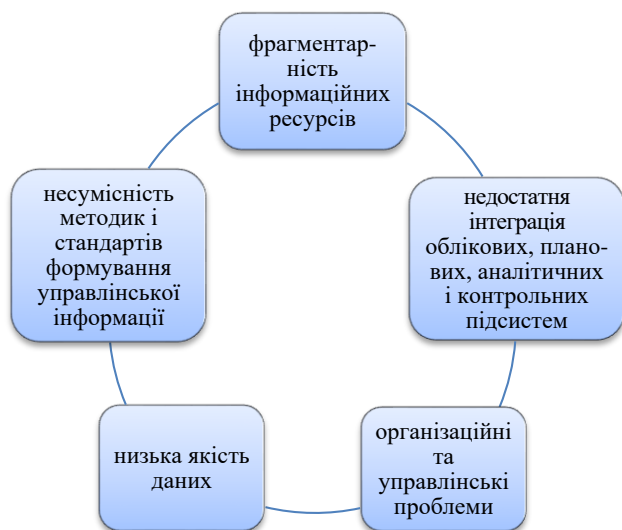 фрагментар-
ність
інформаційних
ресурсів
недостатня
інтеграція
облікових, плано-
вих, аналітичних
і контрольних
підсистем
організаційні
та
управлінські
проблеми
низька якість
даних
несумісність
методик і
стандартів
формування
управлінської
інформації